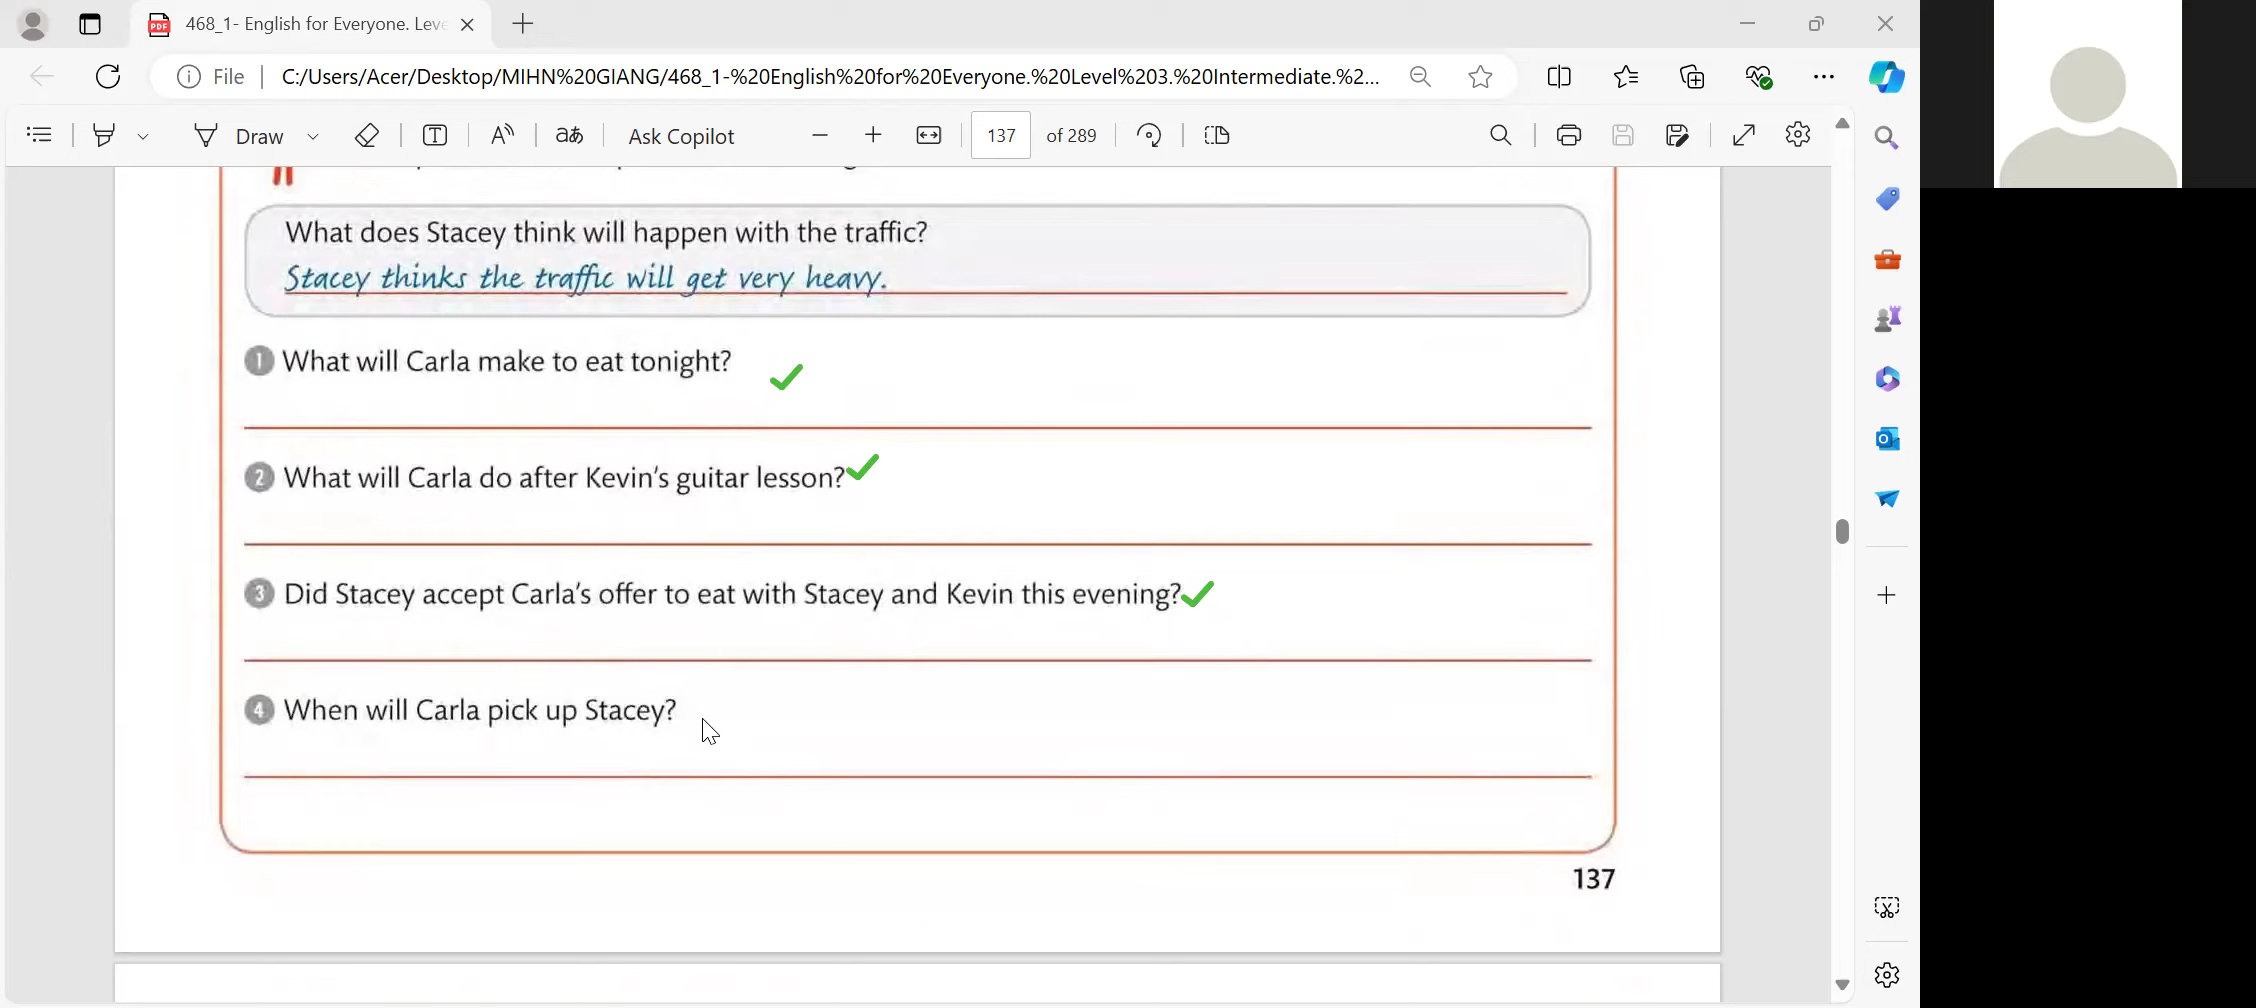 468_1- English for Everyone. Leve
File
C:/Users/Acer/Desktop/MIHN%20GIANG/468_1-%20English%20for%20Everyone.%20Level%203.%20Intermediate.%2...
Draw
Ask Copilot
137
of 289
What does Stacey think will happen with the traffic?
Stacey thinks the traffic will get very heavy.
1 What will Carla make to eat tonight?
2 What will Carla do after Kevin's guitar lesson?
3 Did Stacey accept Carla's offer to eat with Stacey and Kevin this evening?
4 When will Carla pick up Stacey?
137